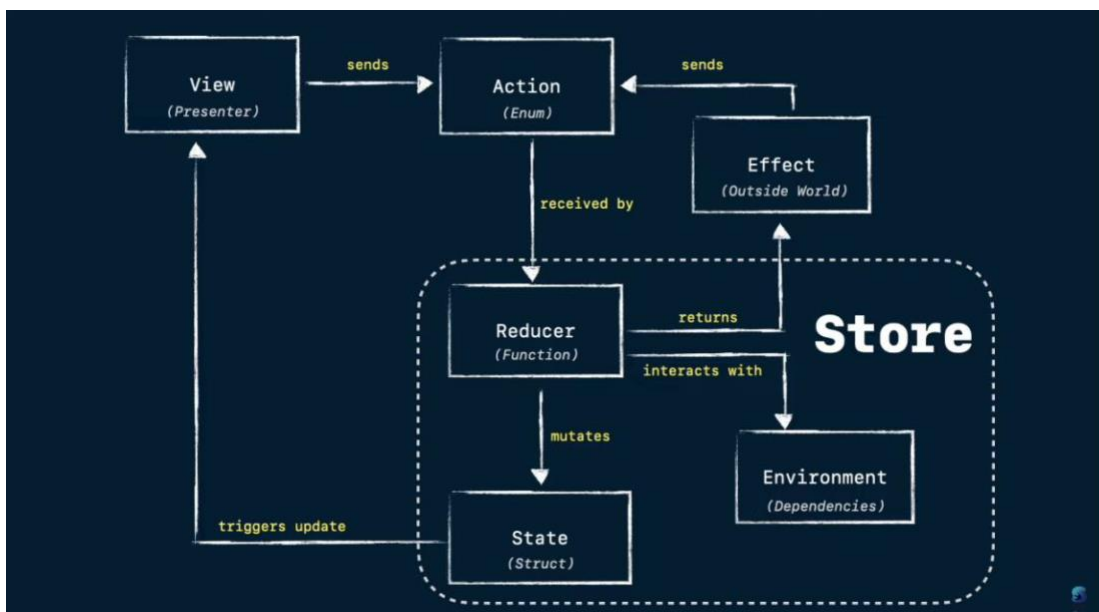 sends
sends
View
(Presenter)
Action
(Enum)
Effect
(Outside World)
received by
Reducer
(Function)
returns
Store
interacts with
mutates
Environment
(Dependencies)
triggers update
State
(Struct)